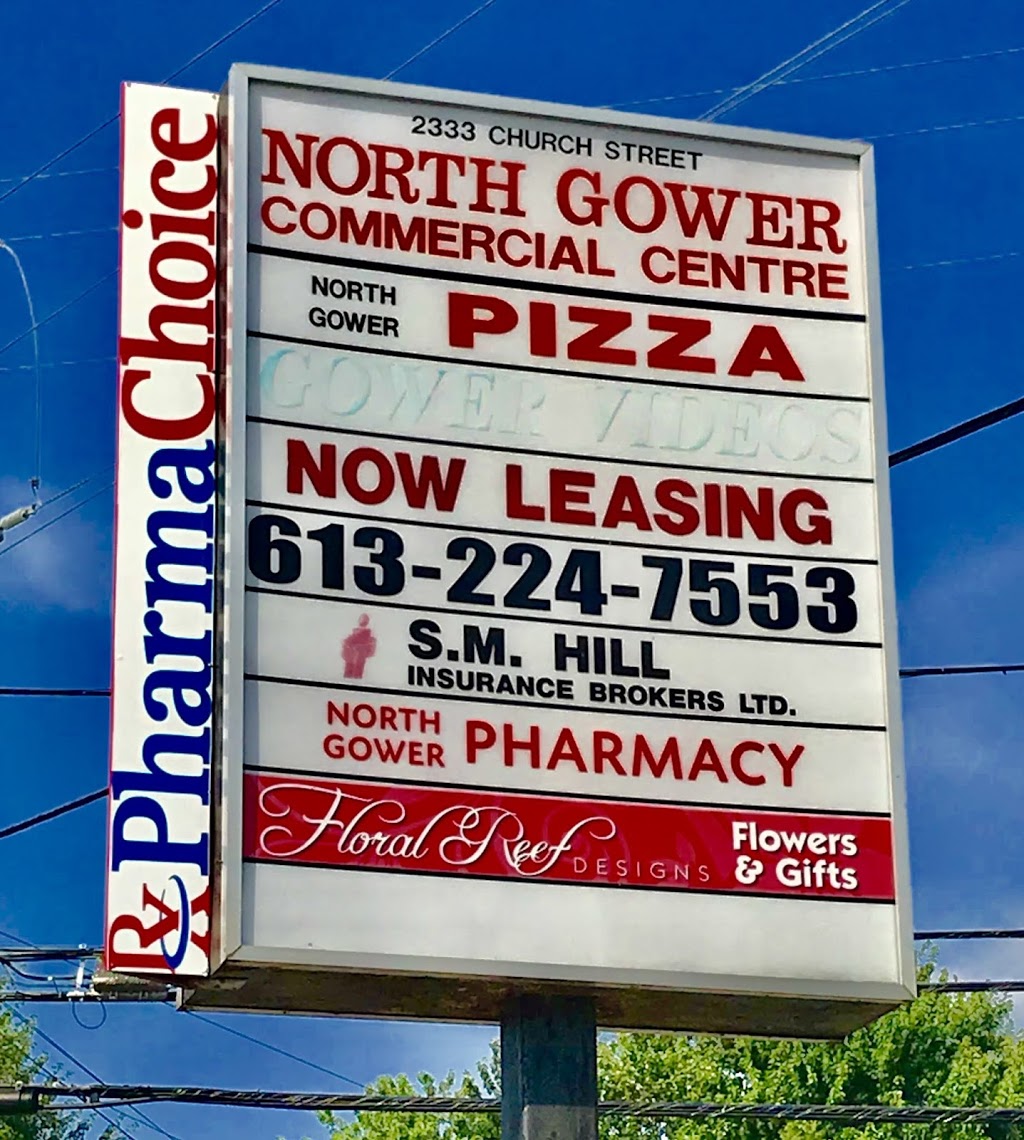 2333 CHURCH STREET
NORTH GOWER
COMMERCIAL CENTRE
NORTH
GOWER
PIZZA
GOWER VIDEOS
NOW LEASING
613-224-7553
S.M. HILL
INSURANCE BROKERS LTD.
NORTH
GOWER
PHARMACY
Floral Reef
DESIGNS
Flowers
& Gifts
Rx PharmaChoice